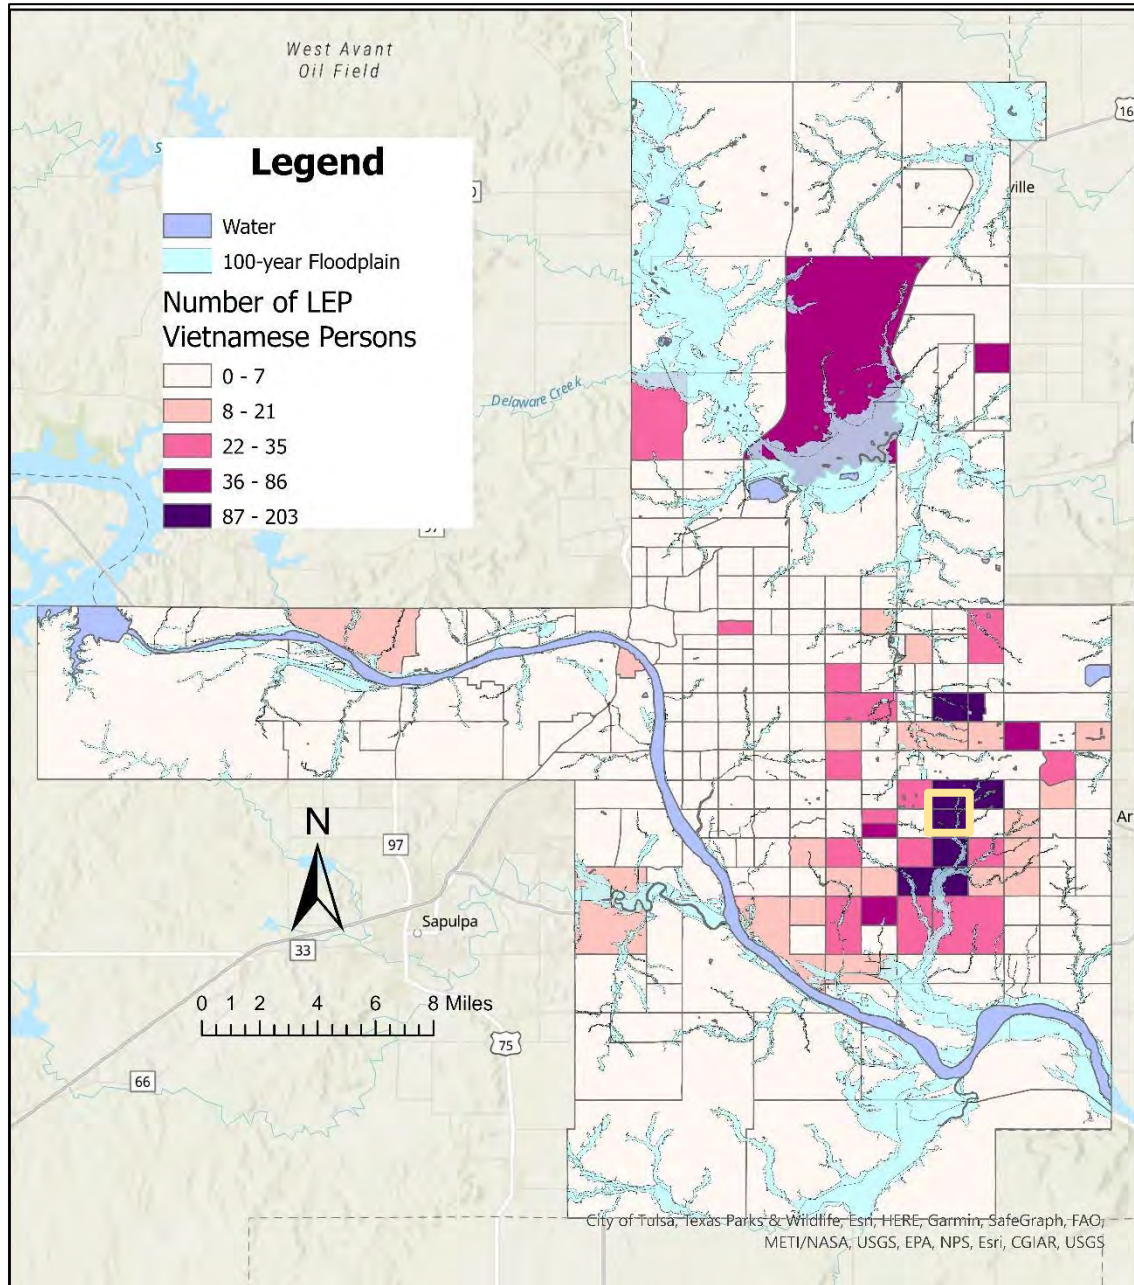 West Avant
Oil Field
16
Legend
S
Water
ville
100-year Floodplain
Number of LEP
Vietnamese Persons
0 - 7
8 - 21
Delaware Creek
22 - 35
36 - 86
87 - 203
97
N
Ar
97
Sapulpa
33
0 1 2 4 6 8 Miles
75
66
City of Tulsa, Texas Parks & Wildlife, Esri, HERE, Garmin, SafeGraph, FAO,
METI/NASA, USGS, EPA, NPS, Esri, CGIAR, USGS